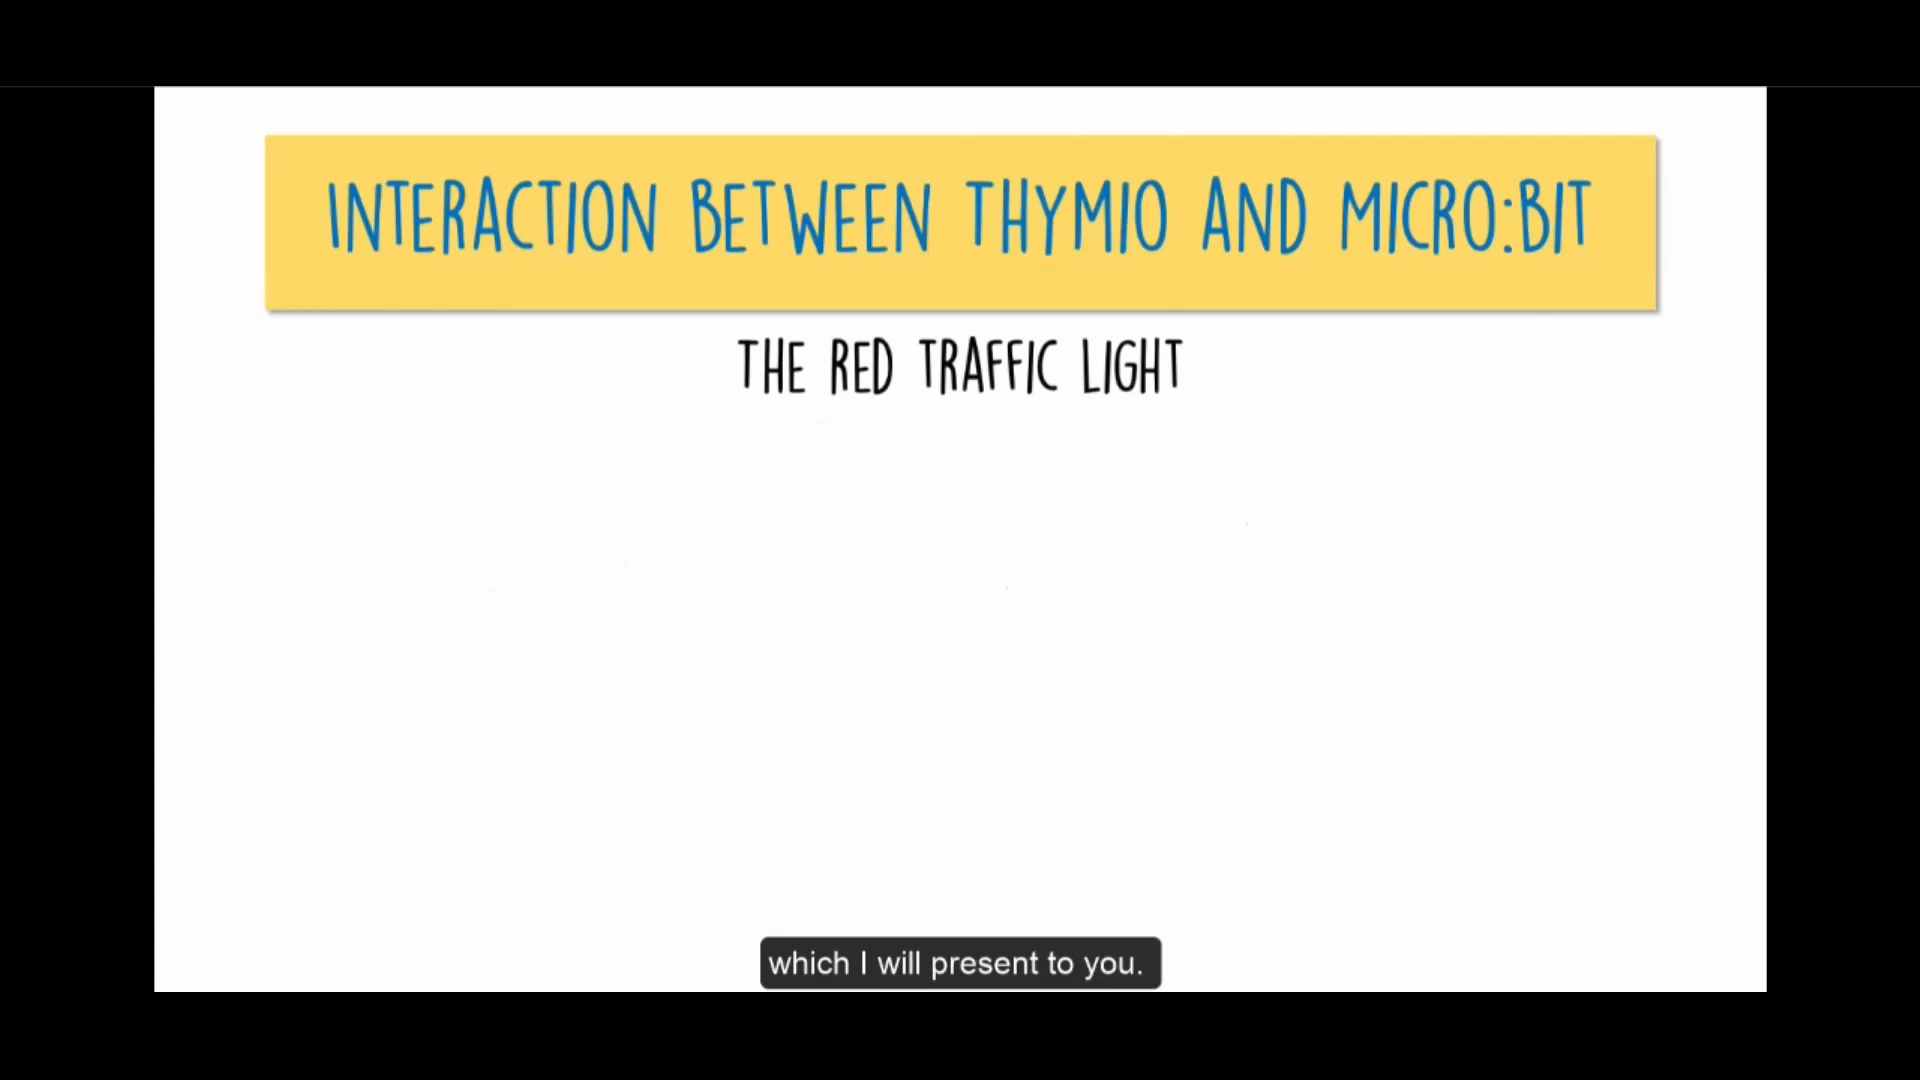 INTERACTION BETWEEN THYMIO AND MICRO:BIT
THE RED TRAFFIC LIGHT
which I will present to you.